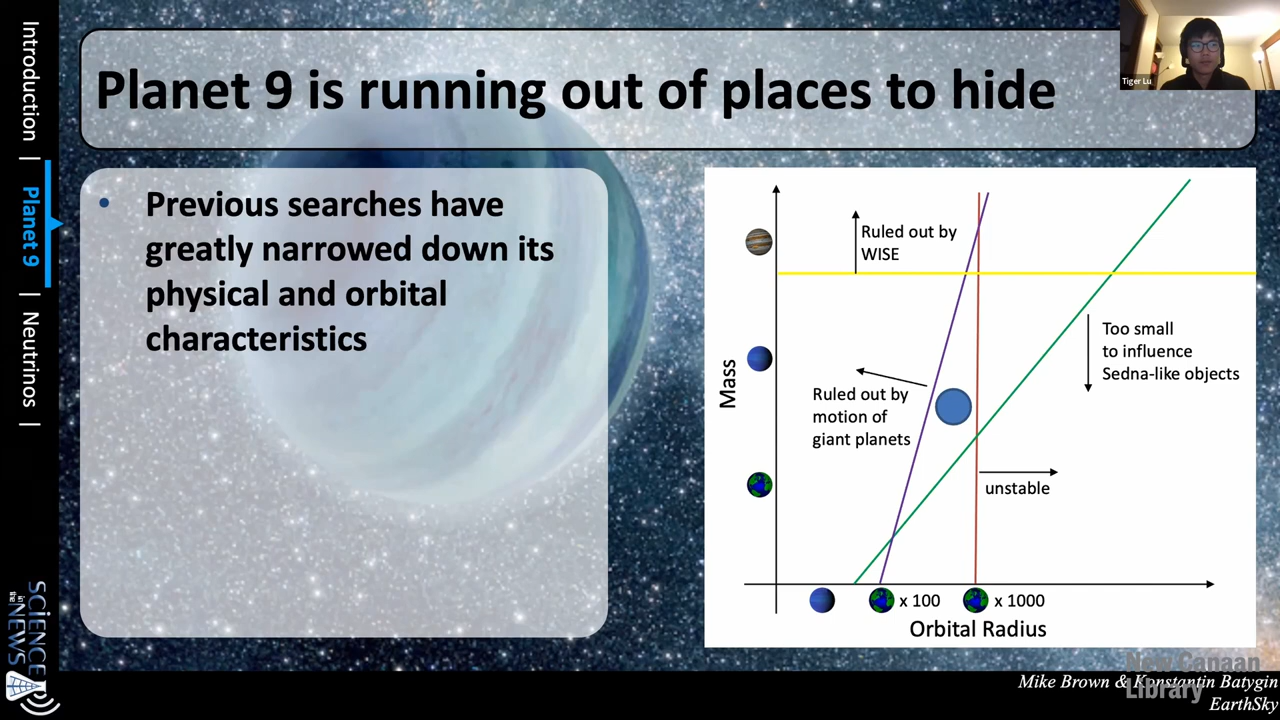 Introduction | Planet 9 | Neutrinos |
Planet 9 is running out of places to hide
Tiger Lu
• Previous searches have
greatly narrowed down its
physical and orbital
characteristics
Ruled out by
WISE
Too small
to influence
Sedna-like objects
Mass
Ruled out by
motion of
giant planets
unstable
x 100
x 1000
Orbital Radius
SCIENCE
in the
NEWS
New Canaan
Library
Mike Brown & Konstantin Batygin
EarthSky